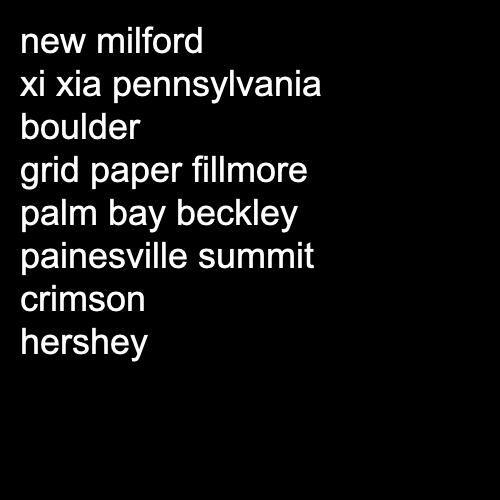 new milford
xi xia pennsylvania
boulder
grid paper fillmore
palm bay beckley
painesville summit
crimson
hershey